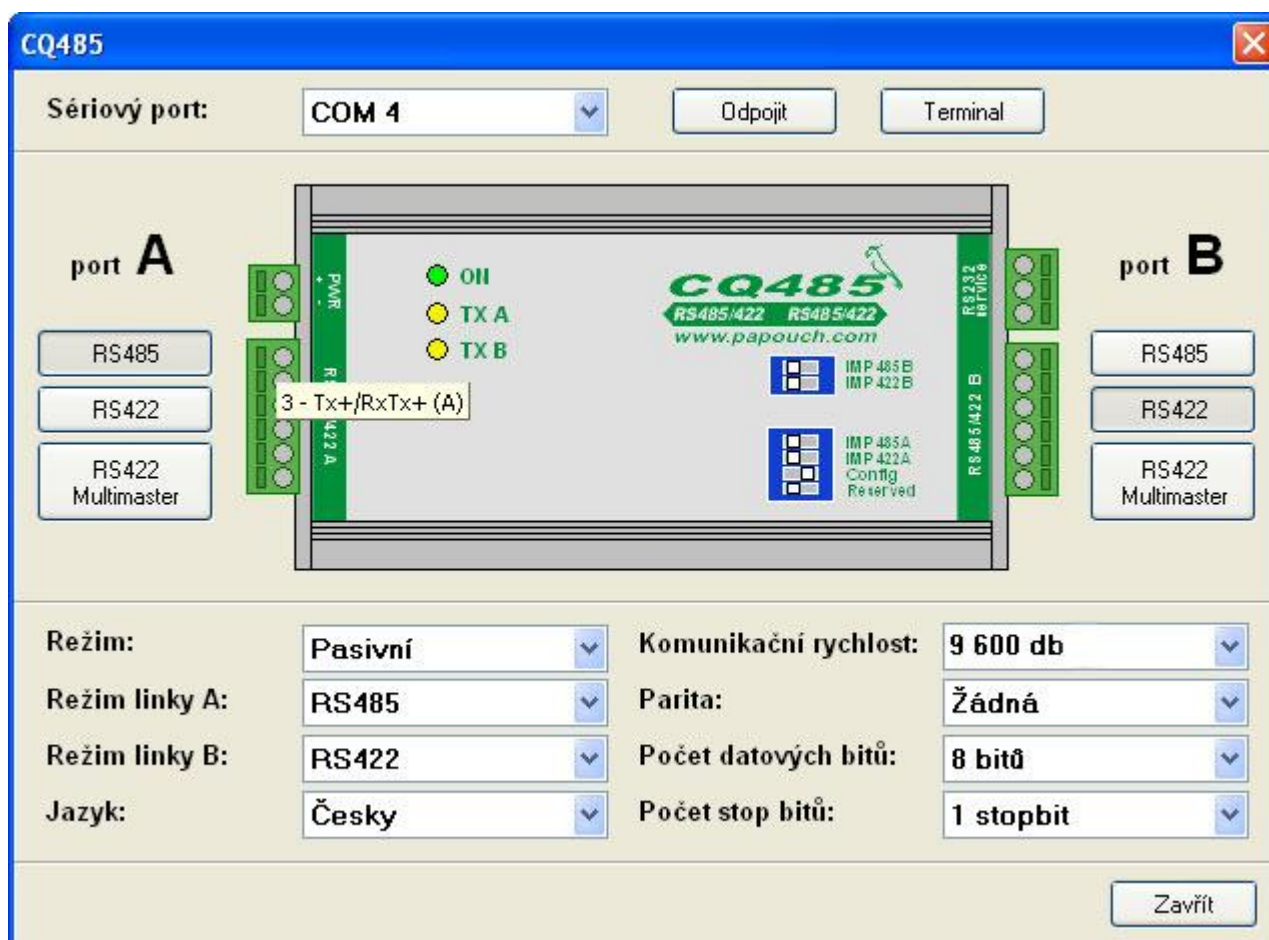 CQ485
Sériový port:
COM 4
Odpojit
Terminal
port A
port B
PWR
+ -
ON
TX A
TX B
CQ485
RS485/422 RS485/422
www.papouch.com
RS232
service
RS485
RS422
RS422
Multimaster
3 - Tx+/RxTx+ (A)
422 A
IMP 485B
IMP 422B
IMP 485A
IMP 422A
Config
Reserved
RS485/422 B
RS485
RS422
RS422
Multimaster
Režim:
Pasivní
Komunikační rychlost:
9 600 db
Režim linky A:
RS485
Parita:
Žádná
Režim linky B:
RS422
Počet datových bitů:
8 bitů
Jazyk:
Česky
Počet stop bitů:
1 stopbit
Zavřít